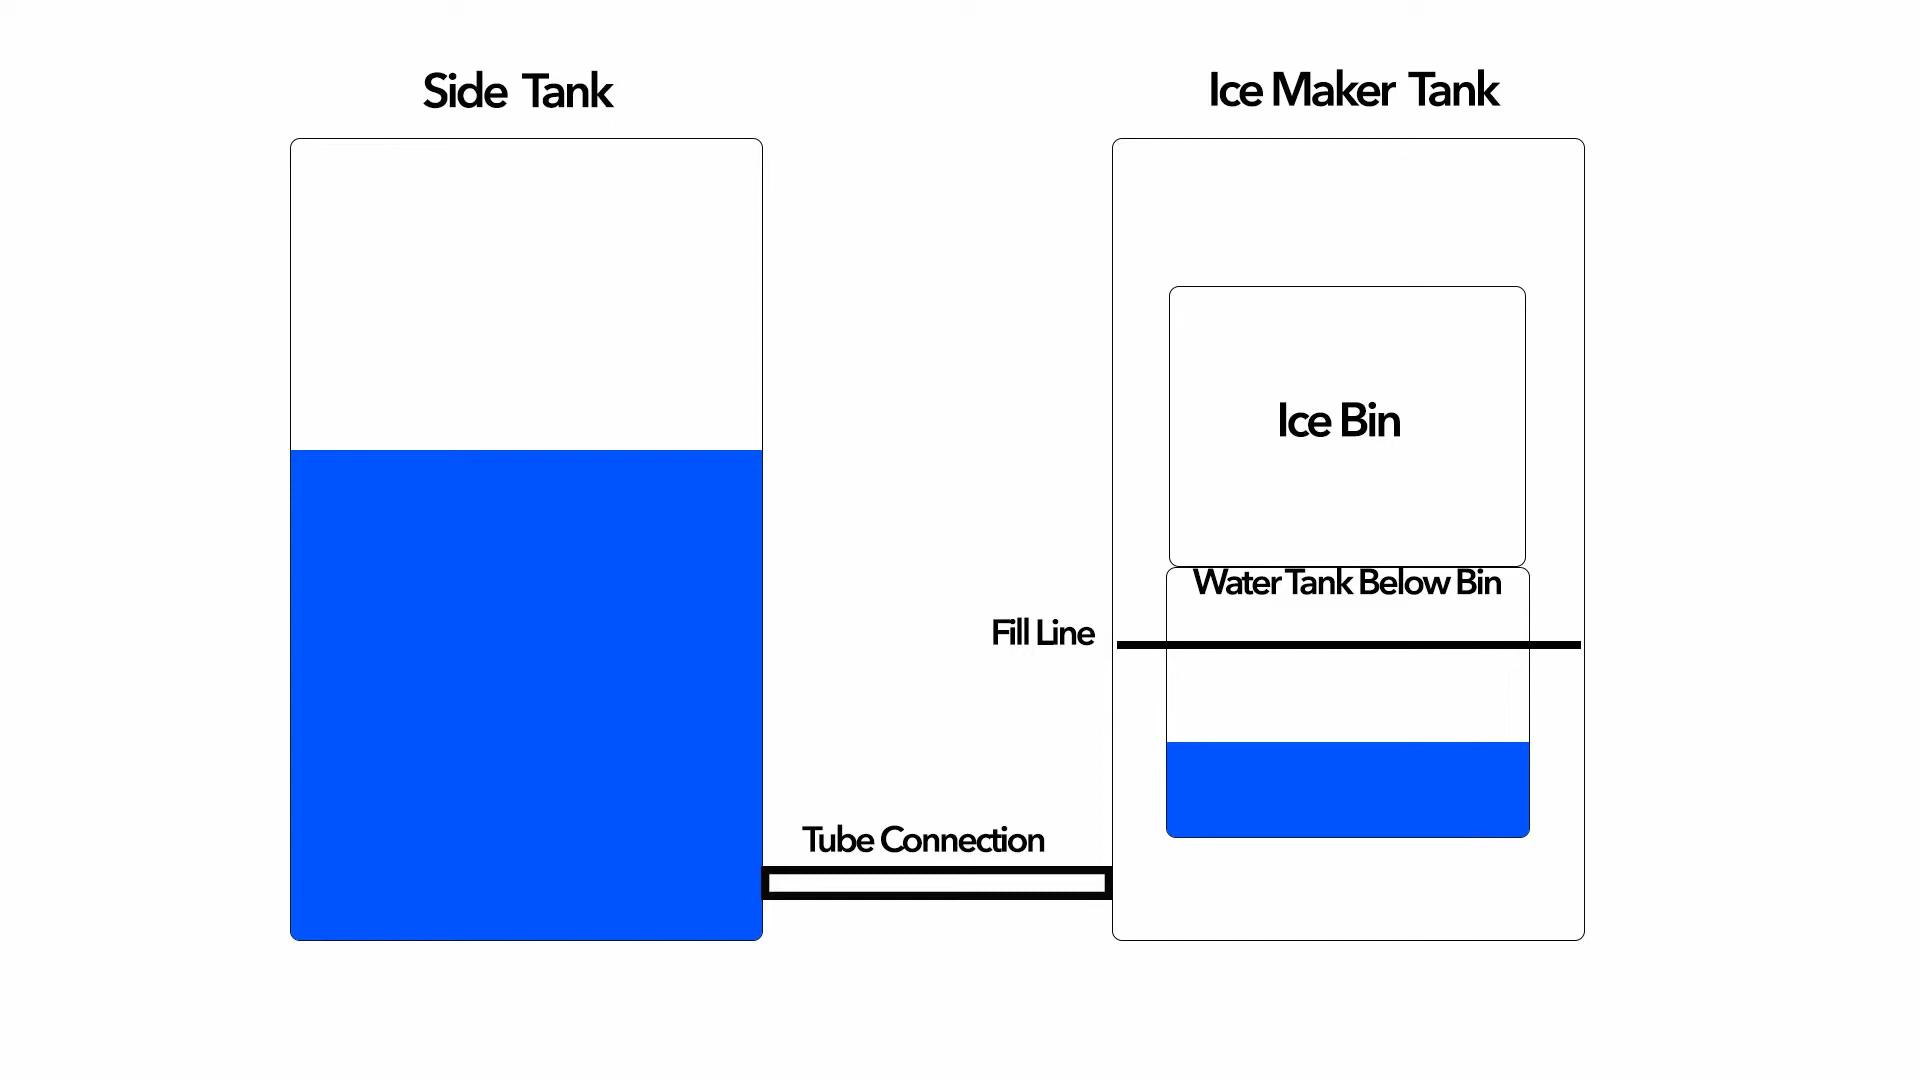 Side Tank
Ice Maker Tank
Ice Bin
Water Tank Below Bin
Fill Line
Tube Connection